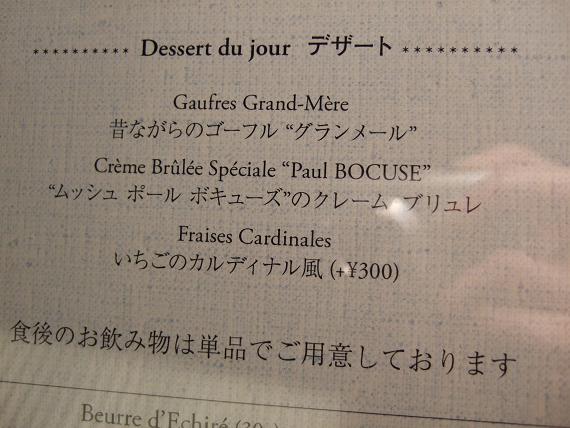 ********** Dessert du jour デザート **********
Gaufres Grand-Mère
昔ながらのゴーフル “グランメール”
Crème Brûlée Spéciale “Paul BOCUSE”
“ムッシュ ポール ボキューズ”のクレーム ブリュレ
Fraises Cardinales
いちごのカルディナル風 (+¥300)
食後のお飲み物は単品でご用意しております
Beurre d’Echiré